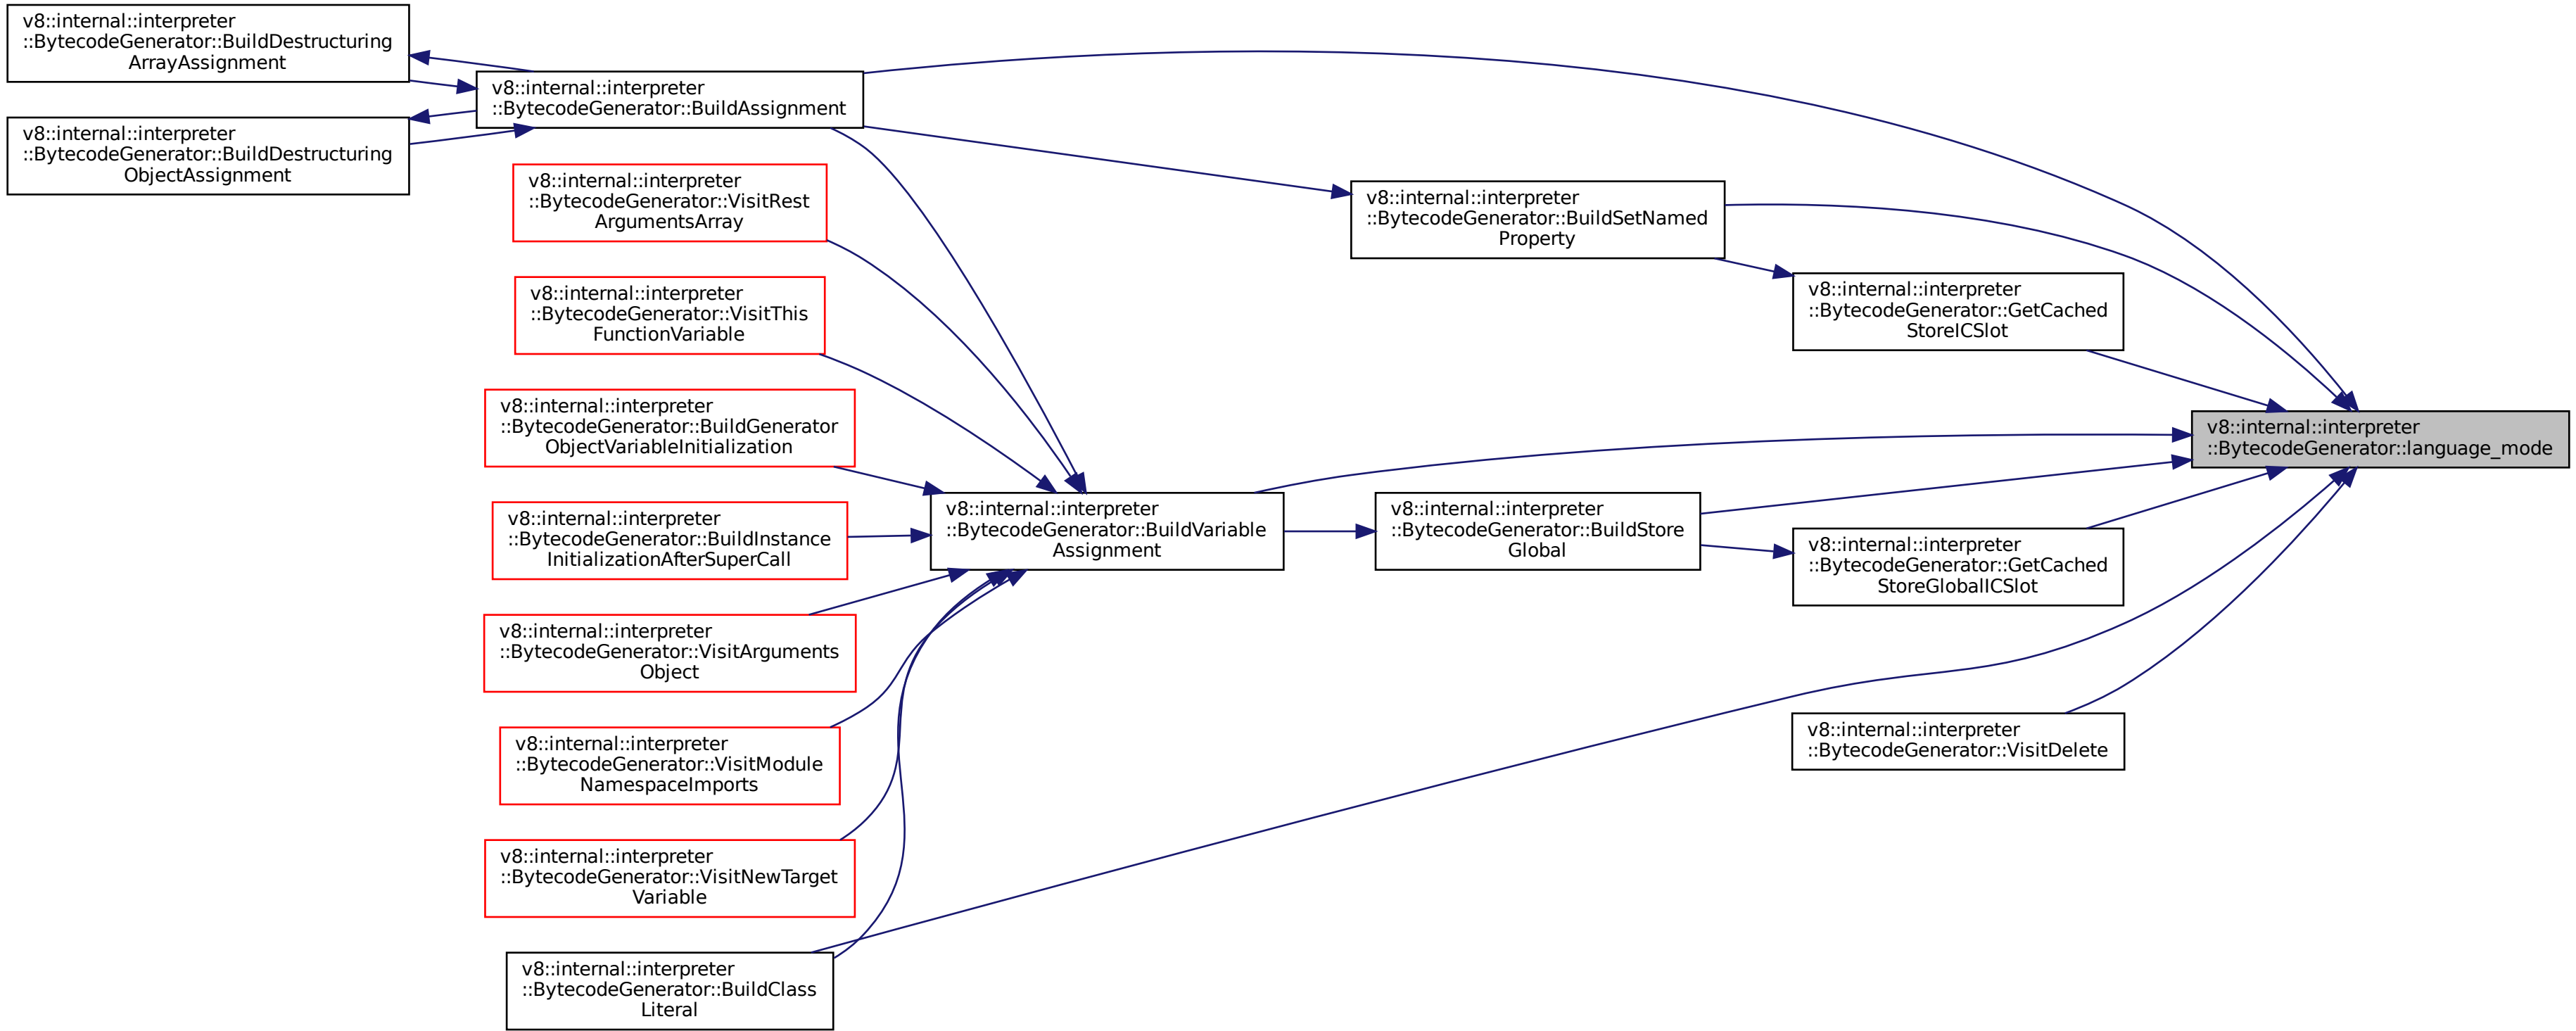 v8::internal::interpreter
::BytecodeGenerator::BuildDestructuring
ArrayAssignment
v8::internal::interpreter
::BytecodeGenerator::BuildDestructuring
ObjectAssignment
v8::internal::interpreter
::BytecodeGenerator::BuildAssignment
v8::internal::interpreter
::BytecodeGenerator::VisitRest
ArgumentsArray
v8::internal::interpreter
::BytecodeGenerator::VisitThis
FunctionVariable
v8::internal::interpreter
::BytecodeGenerator::BuildGenerator
ObjectVariableInitialization
v8::internal::interpreter
::BytecodeGenerator::BuildInstance
InitializationAfterSuperCall
v8::internal::interpreter
::BytecodeGenerator::VisitArguments
Object
v8::internal::interpreter
::BytecodeGenerator::VisitModule
NamespaceImports
v8::internal::interpreter
::BytecodeGenerator::VisitNewTarget
Variable
v8::internal::interpreter
::BytecodeGenerator::BuildClass
Literal
v8::internal::interpreter
::BytecodeGenerator::BuildVariable
Assignment
v8::internal::interpreter
::BytecodeGenerator::BuildSetNamed
Property
v8::internal::interpreter
::BytecodeGenerator::BuildStore
Global
v8::internal::interpreter
::BytecodeGenerator::GetCached
StoreICSlot
v8::internal::interpreter
::BytecodeGenerator::GetCached
StoreGlobalICSlot
v8::internal::interpreter
::BytecodeGenerator::VisitDelete
v8::internal::interpreter
::BytecodeGenerator::language_mode